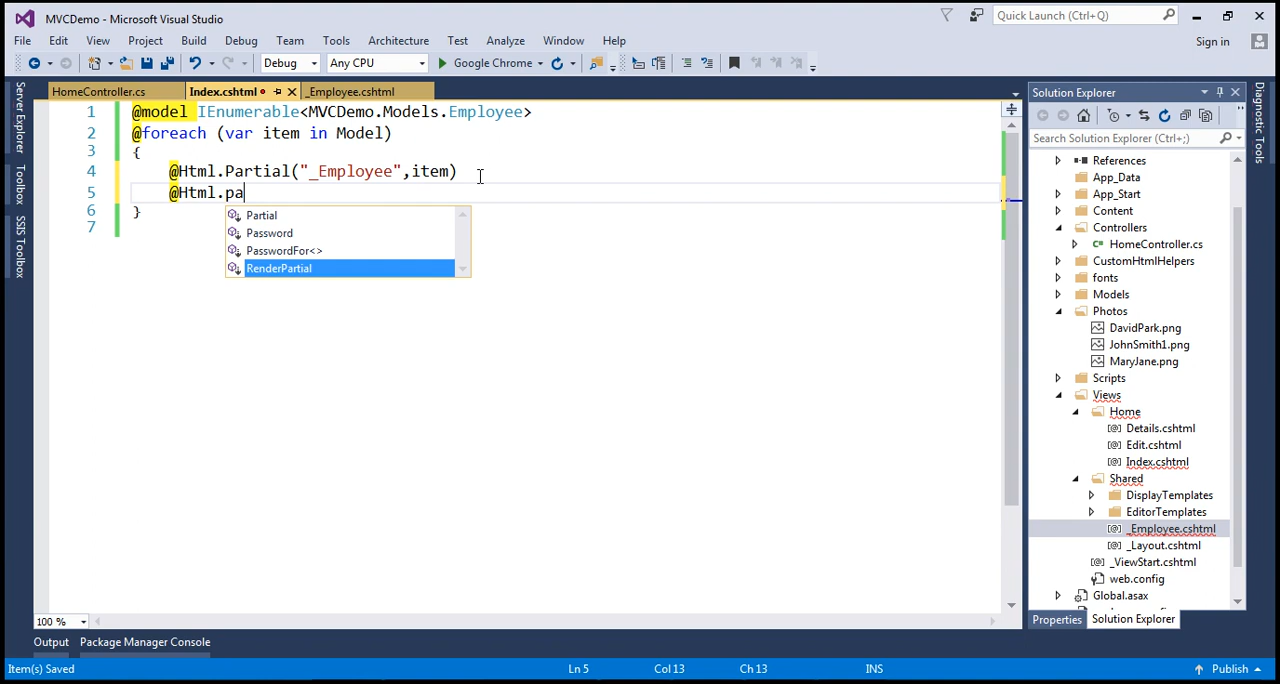 MVCDemo - Microsoft Visual Studio
Quick Launch (Ctrl+Q)
File Edit View Project Build Debug Team Tools Architecture Test Analyze Window Help
Sign in
Debug Any CPU Google Chrome
Server Explorer
Toolbox
SSIS Toolbox
HomeController.cs Index.cshtml _Employee.cshtml
1 @model IEnumerable<MVCDemo.Models.Employee>
2 @foreach (var item in Model)
3 {
4 @Html.Partial("_Employee",item)
5 @Html.pa
6 }
7
Partial
Password
PasswordFor<>
RenderPartial
100 %
Solution Explorer
Search Solution Explorer (Ctrl+;)
References
App_Data
App_Start
Content
Controllers
C# HomeController.cs
CustomHtmlHelpers
fonts
Models
Photos
DavidPark.png
JohnSmith1.png
MaryJane.png
Scripts
Views
Home
[@] Details.cshtml
[@] Edit.cshtml
[@] Index.cshtml
Shared
DisplayTemplates
EditorTemplates
[@] _Employee.cshtml
[@] _Layout.cshtml
[@] _ViewStart.cshtml
web.config
Global.asax
Properties Solution Explorer
Diagnostic Tools
Output Package Manager Console
Item(s) Saved Ln 5 Col 13 Ch 13 INS Publish